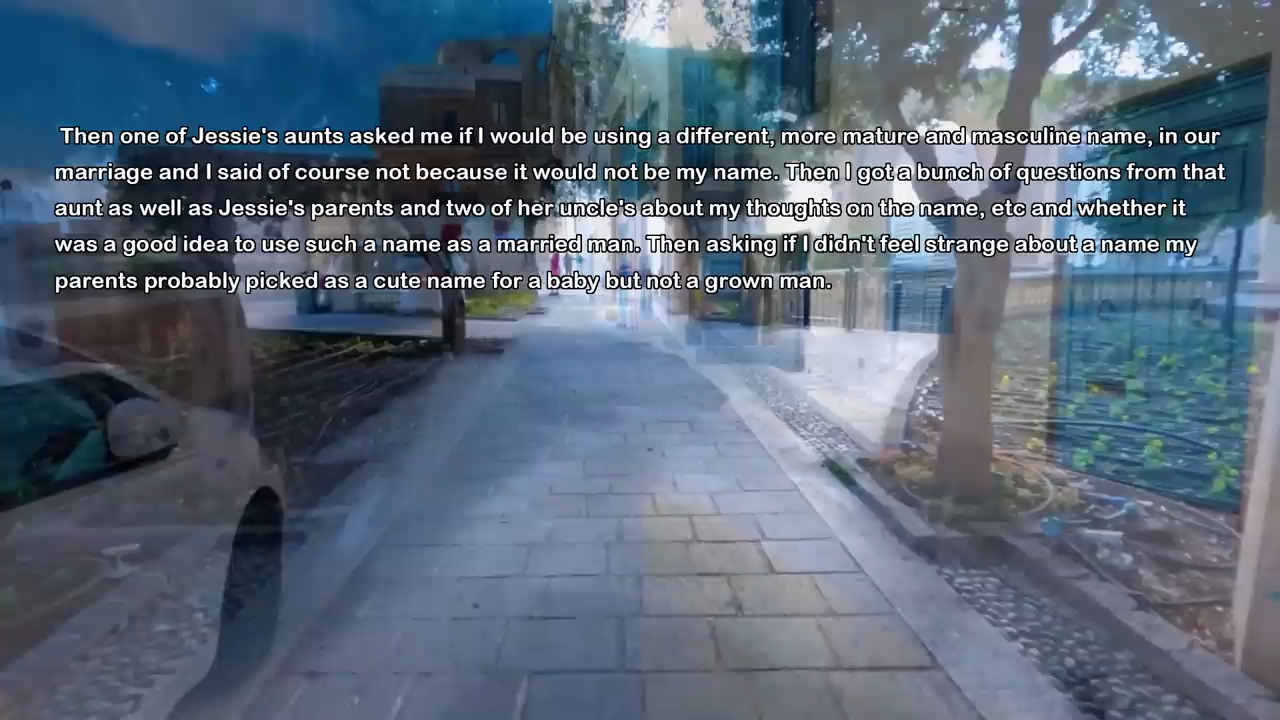 Then one of Jessie's aunts asked me if I would be using a different, more mature and masculine name, in our
marriage and I said of course not because it would not be my name. Then I got a bunch of questions from that
aunt as well as Jessie's parents and two of her uncle's about my thoughts on the name, etc and whether it
was a good idea to use such a name as a married man. Then asking if I didn't feel strange about a name my
parents probably picked as a cute name for a baby but not a grown man.